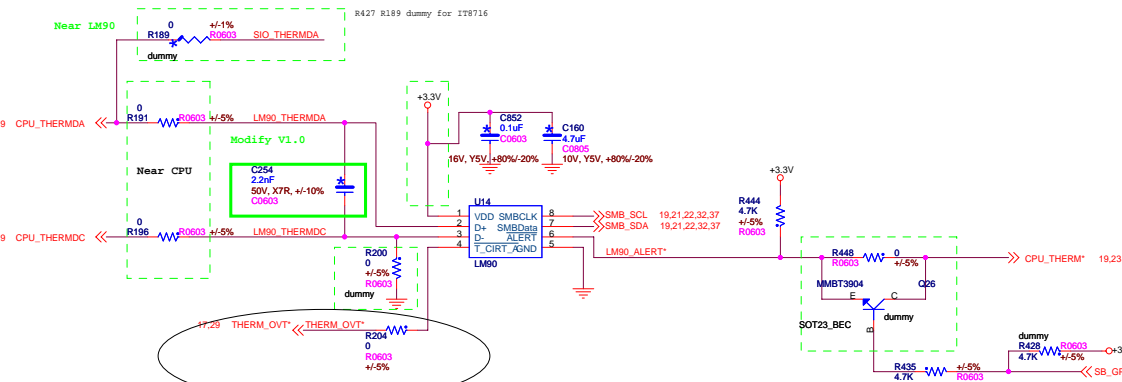 R427 R189 dummy for IT8716
Near LM90
0
+/-1%
R189
R0603
SIO_THERMDA
dummy
0
9
CPU_THERMDA
R191
R0603
+/-5%
LM90_THERMDA
Modify V1.0
Near CPU
C254
2.2nF
50V, X7R, +/-10%
C0603
0
9
CPU_THERMDC
R196
R0603
+/-5%
LM90_THERMDC
+3.3V
C852
0.1uF
C0603
16V, Y5V, +80%/-20%
C160
4.7uF
C0805
10V, Y5V, +80%/-20%
U14
1
VDD
SMBCLK
8
2
D+
SMBData
7
3
D-
ALERT
6
4
T_CIRT_A
GND
5
LM90
SMB_SCL
19,21,22,32,37
SMB_SDA
19,21,22,32,37
LM90_ALERT*
R200
0
+/-5%
R0603
dummy
17,29
THERM_OVT*
THERM_OVT*
R204
0
R0603
+/-5%
+3.3V
R444
4.7K
+/-5%
R0603
R448
0
R0603
+/-5%
CPU_THERM*
19,23
MMBT3904
Q26
E
C
dummy
SOT23_BEC
B
dummy
R428
R0603
4.7K
+/-5%
+3
R435
+/-5%
4.7K
R0603